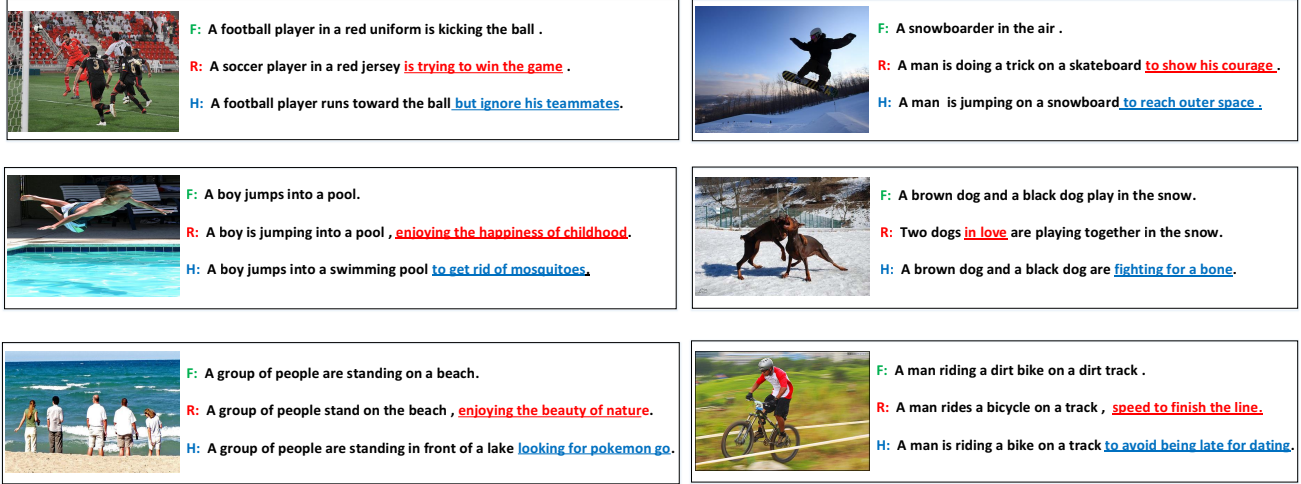 F: A football player in a red uniform is kicking the ball .
R: A soccer player in a red jersey is trying to win the game .
H: A football player runs toward the ball but ignore his teammates.
F: A snowboarder in the air .
R: A man is doing a trick on a skateboard to show his courage .
H: A man is jumping on a snowboard to reach outer space .
F: A boy jumps into a pool.
R: A boy is jumping into a pool , enjoying the happiness of childhood.
H: A boy jumps into a swimming pool to get rid of mosquitoes.
F: A brown dog and a black dog play in the snow.
R: Two dogs in love are playing together in the snow.
H: A brown dog and a black dog are fighting for a bone.
F: A group of people are standing on a beach.
R: A group of people stand on the beach , enjoying the beauty of nature.
H: A group of people are standing in front of a lake looking for pokemon go.
F: A man riding a dirt bike on a dirt track .
R: A man rides a bicycle on a track , speed to finish the line.
H: A man is riding a bike on a track to avoid being late for dating.